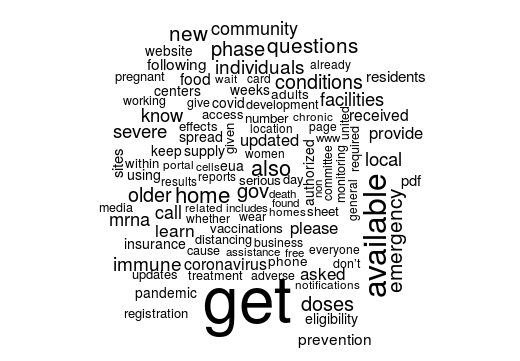 new community
website phase questions
following individuals already
pregnant food wait card conditions residents
centers weeks adults
working give covid development facilities
know access number chronic received
severe effects spread given location page www united provide
updated required
keep supply women authorized committee monitoring
sites within portal cells eua also local
using results reports serious day non general pdf
older home gov death found
media related includes homes sheet available emergency
mrna call whether wear
learn vaccinations please
insurance distancing business
cause assistance free everyone
immune coronavirus phone don't
updates treatment adverse asked
pandemic get notifications
doses
registration eligibility
prevention